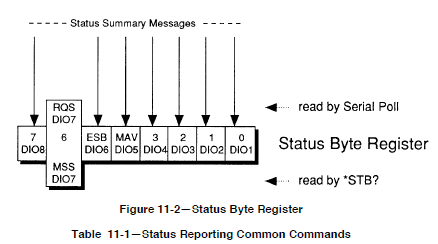 Status Summary Messages
RQS
DIO7
read by Serial Poll
7 6 ESB MAV 3 2 1 0
DIO8 DIO6 DIO5 DIO4 DIO3 DIO2 DIO1
Status Byte Register
MSS
DIO7
read by *STB?
Figure 11-2—Status Byte Register
Table 11-1—Status Reporting Common Commands